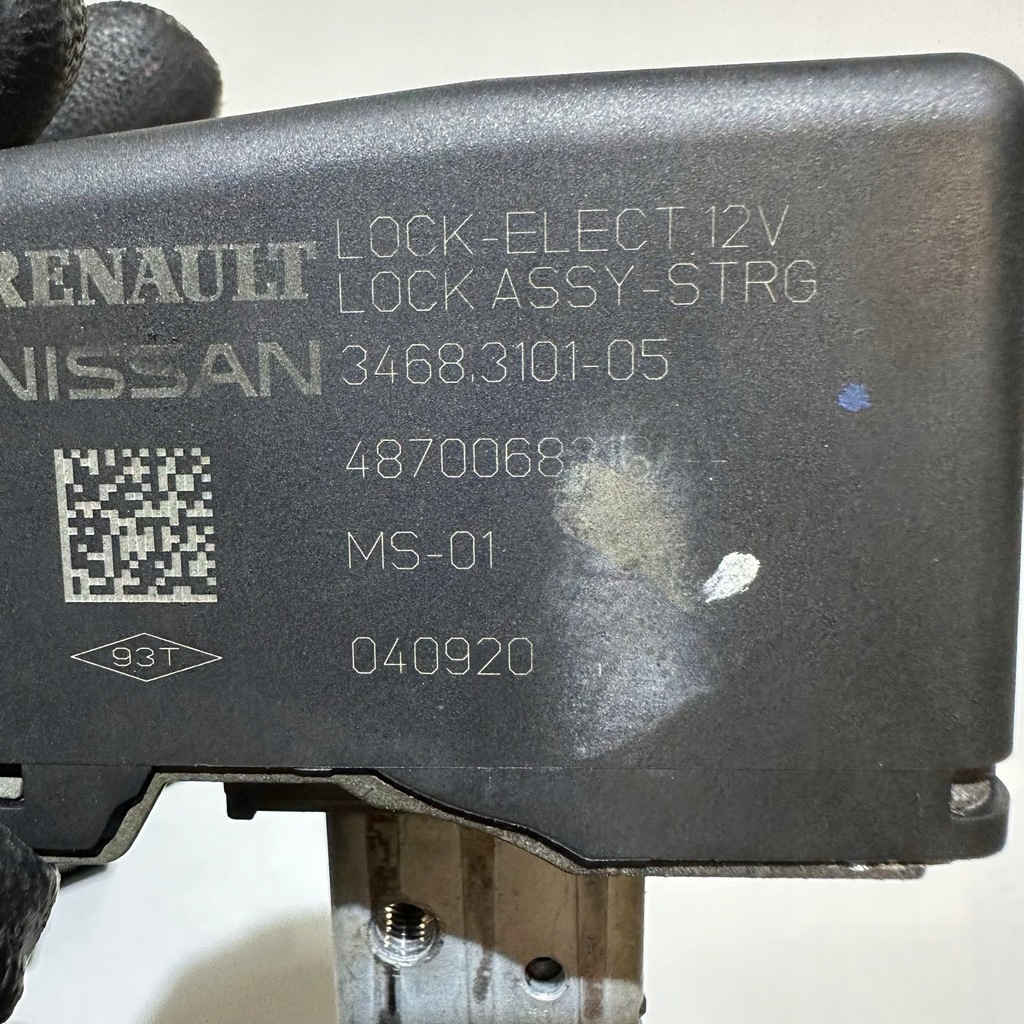 RENAULT
NISSAN
LOCK-ELECT.12V
LOCK ASSY-STRG
3468.3101-05
MS-01
040920
93T